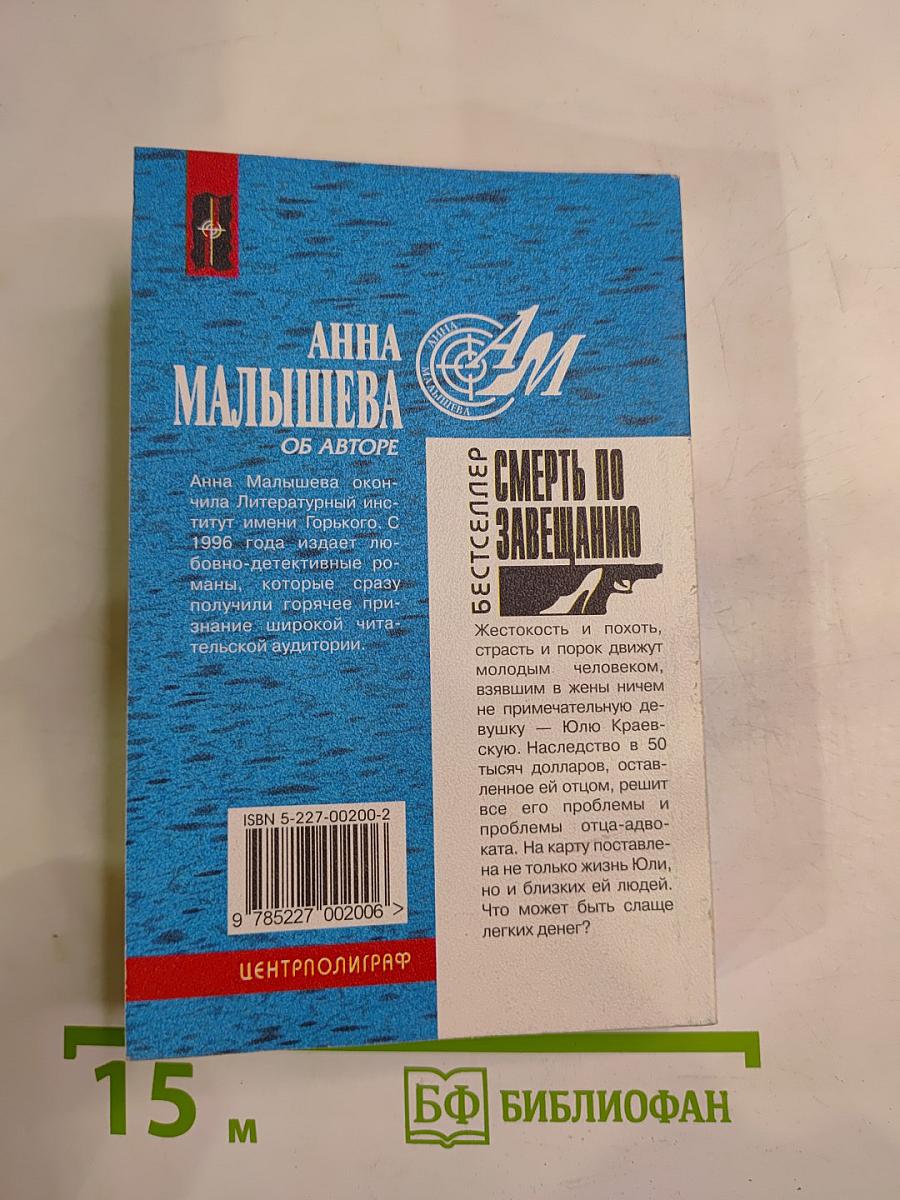 АННА
МАЛЫШЕВА
ОБ АВТОРЕ
Анна Малышева окон-
чила Литературный инс-
титут имени Горького. С
1996 года издает лю-
бовно-детективные ро-
маны, которые сразу
получили горячее при-
знание широкой чита-
тельской аудитории.
АННА
МАЛЫШЕВА
АМ
БЕСТСЕЛЛЕР
СМЕРТЬ ПО
ЗАВЕЩАНИЮ
Жестокость и похоть,
страсть и порок движут
молодым человеком,
взявшим в жены ничем
не примечательную де-
вушку — Юлю Краев-
скую. Наследство в 50
тысяч долларов, остав-
ленное ей отцом, решит
все его проблемы и
проблемы отца-адво-
ката. На карту поставле-
на не только жизнь Юли,
но и близких ей людей.
Что может быть слаще
легких денег?
ISBN 5-227-00200-2
9 785227 002006 >
ЦЕНТРПОЛИГРАФ
15 м
БФ БИБЛИОФАН